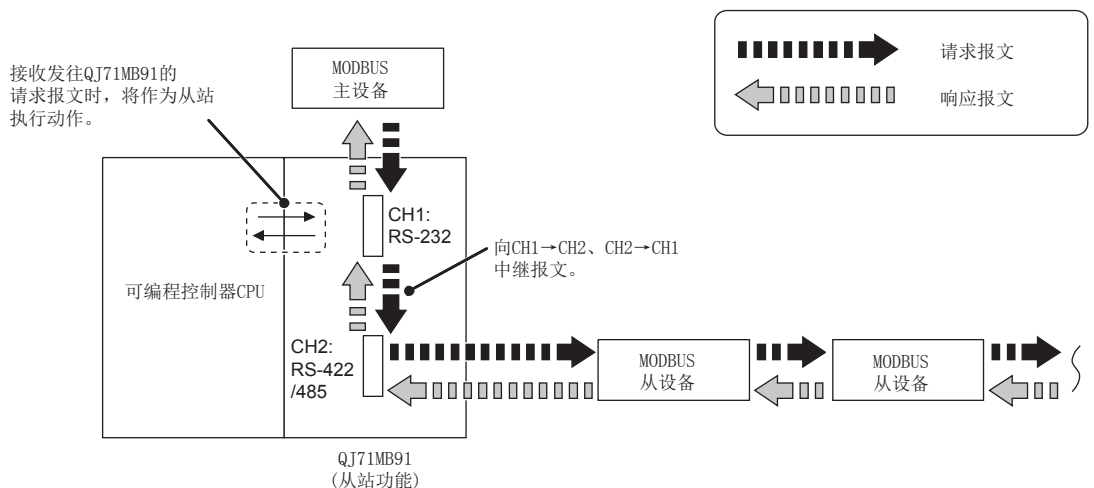 接收发往QJ71MB91的
请求报文时，将作为从站
执行动作。
MODBUS
主设备
请求报文
响应报文
CH1:
RS-232
向CH1→CH2、CH2→CH1
中继报文。
可编程控制器CPU
CH2:
RS-422
/485
MODBUS
从设备
MODBUS
从设备
QJ71MB91
(从站功能)